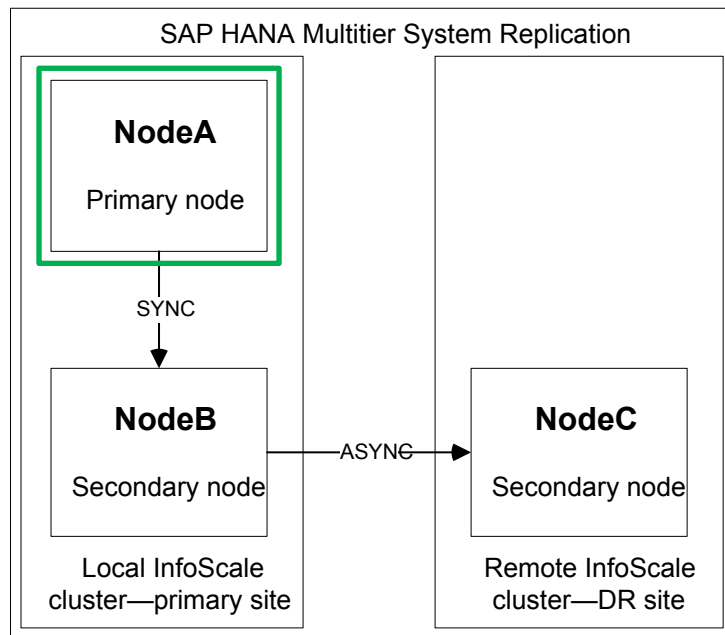 SAP HANA Multitier System Replication
NodeA
Primary node
SYNC
NodeB
Secondary node
ASYNC
NodeC
Secondary node
Local InfoScale
cluster—primary site
Remote InfoScale
cluster—DR site